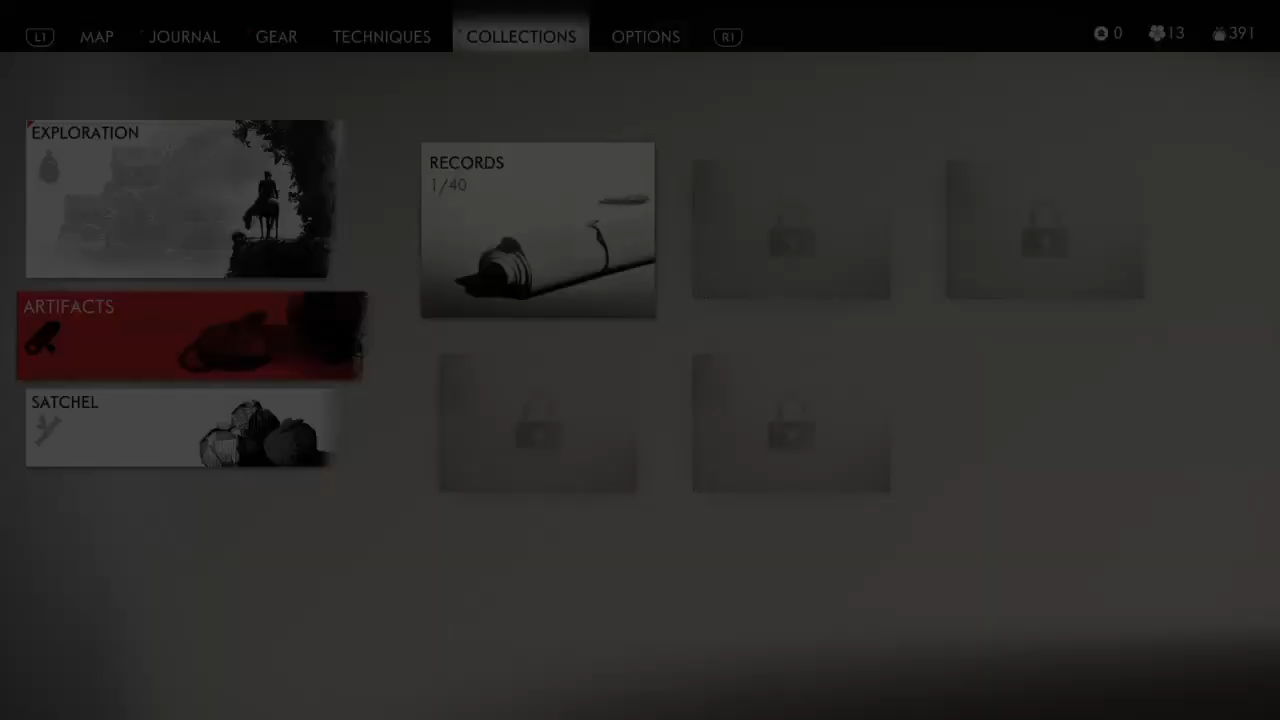 L1 MAP JOURNAL GEAR TECHNIQUES COLLECTIONS OPTIONS R1 0 13 391
EXPLORATION
RECORDS
1/40
ARTIFACTS
SATCHEL